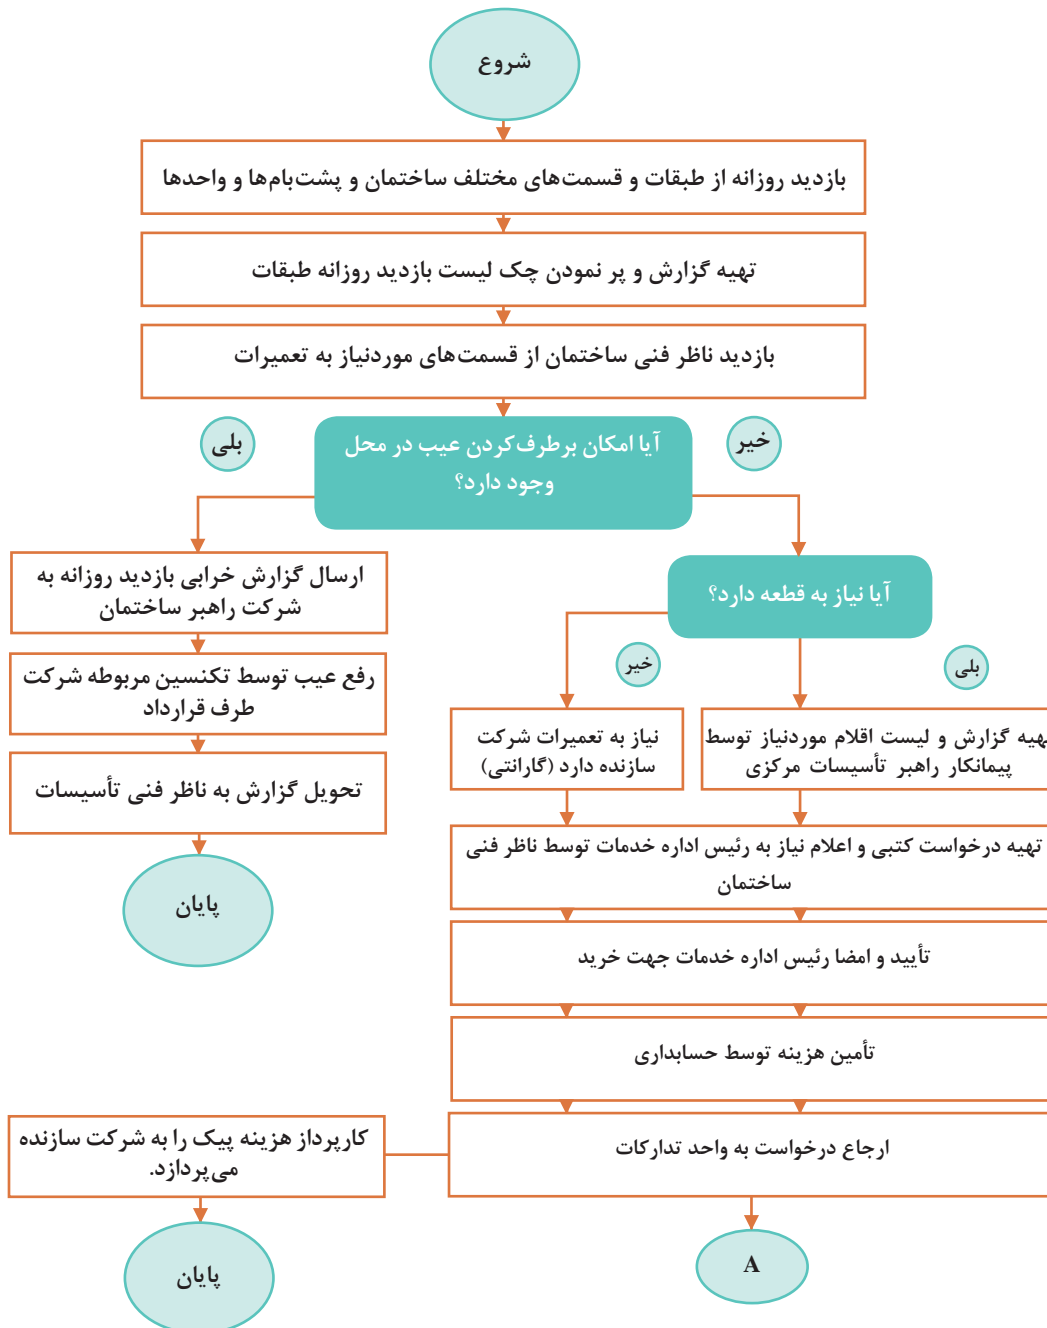 شروع
بازدید روزانه از طبقات و قسمت‌های مختلف ساختمان و پشت‌بام‌ها و واحدها
تهیه گزارش و پر نمودن چک لیست بازدید روزانه طبقات
بازدید ناظر فنی ساختمان از قسمت‌های موردنیاز به تعمیرات
آیا امکان برطرف‌کردن عیب در محل
وجود دارد؟
خیر
بلی
ارسال گزارش خرابی بازدید روزانه به
شرکت راهبر ساختمان
رفع عیب توسط تکنسین مربوطه شرکت
طرف قرارداد
تحویل گزارش به ناظر فنی تأسیسات
پایان
آیا نیاز به قطعه دارد؟
بلی
خیر
هیه گزارش و لیست اقلام موردنیاز توسط
پیمانکار راهبر تأسیسات مرکزی
نیاز به تعمیرات شرکت
سازنده دارد (گارانتی)
تهیه درخواست کتبی و اعلام نیاز به رئیس اداره خدمات توسط ناظر فنی
ساختمان
تأیید و امضا رئیس اداره خدمات جهت خرید
تأمین هزینه توسط حسابداری
ارجاع درخواست به واحد تدارکات
کارپرداز هزینه پیک را به شرکت سازنده
می‌پردازد.
A
پایان